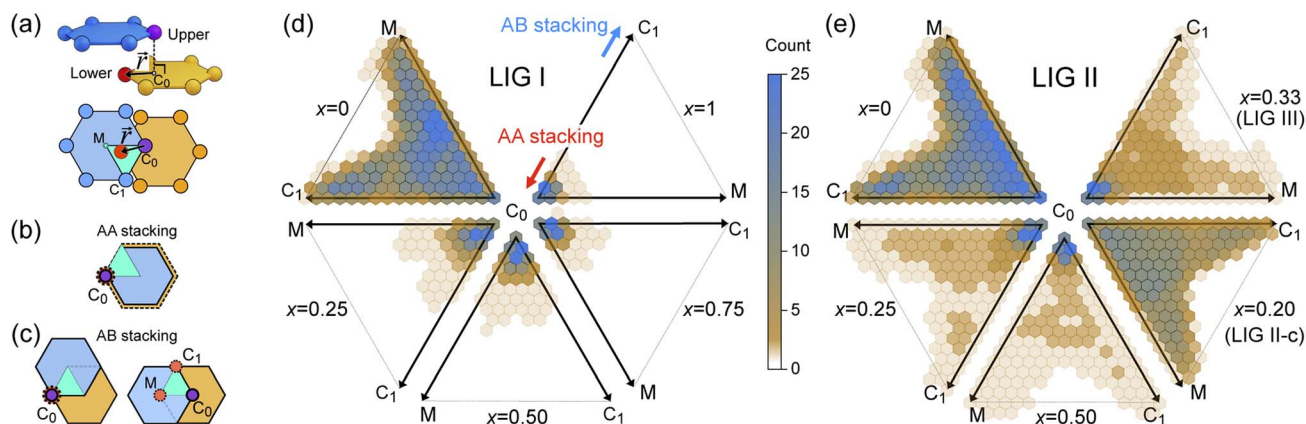 (a)
Upper
r⃗
Lower
C₀
M
r⃗
C₀
C₁
(b)
AA stacking
C₀
(c)
AB stacking
C₁
M
C₀
C₀
(d)
M
AB stacking
C₁
LIG I
x=0
x=1
AA stacking
C₁
M
C₀
M
C₁
x=0.25
x=0.75
C₁
M
C₁
M
x=0.50
Count
25
20
15
10
5
0
(e)
M
C₁
LIG II
x=0
x=0.33
(LIG III)
C₁
M
C₀
M
C₁
x=0.25
x=0.20
(LIG II-c)
C₁
M
C₁
M
x=0.50